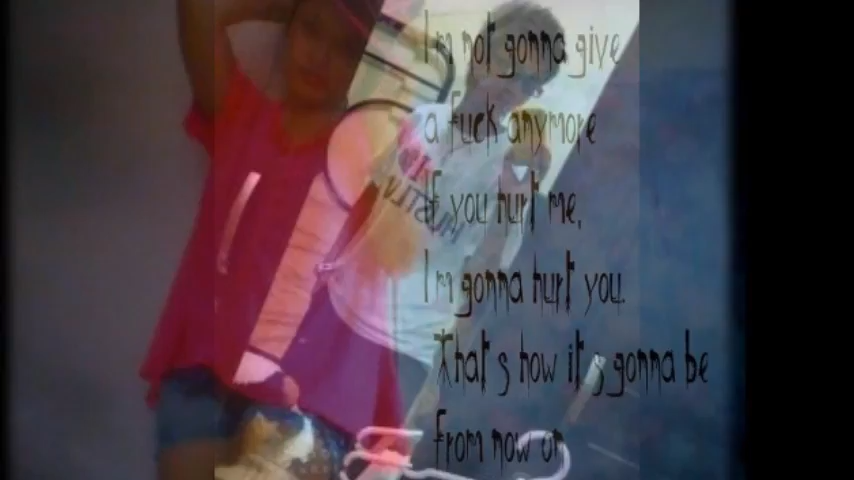 I'm not gonna give
a fuck anymore
If you hurt me,
I'm gonna hurt you.
That's how it's gonna be
from now on